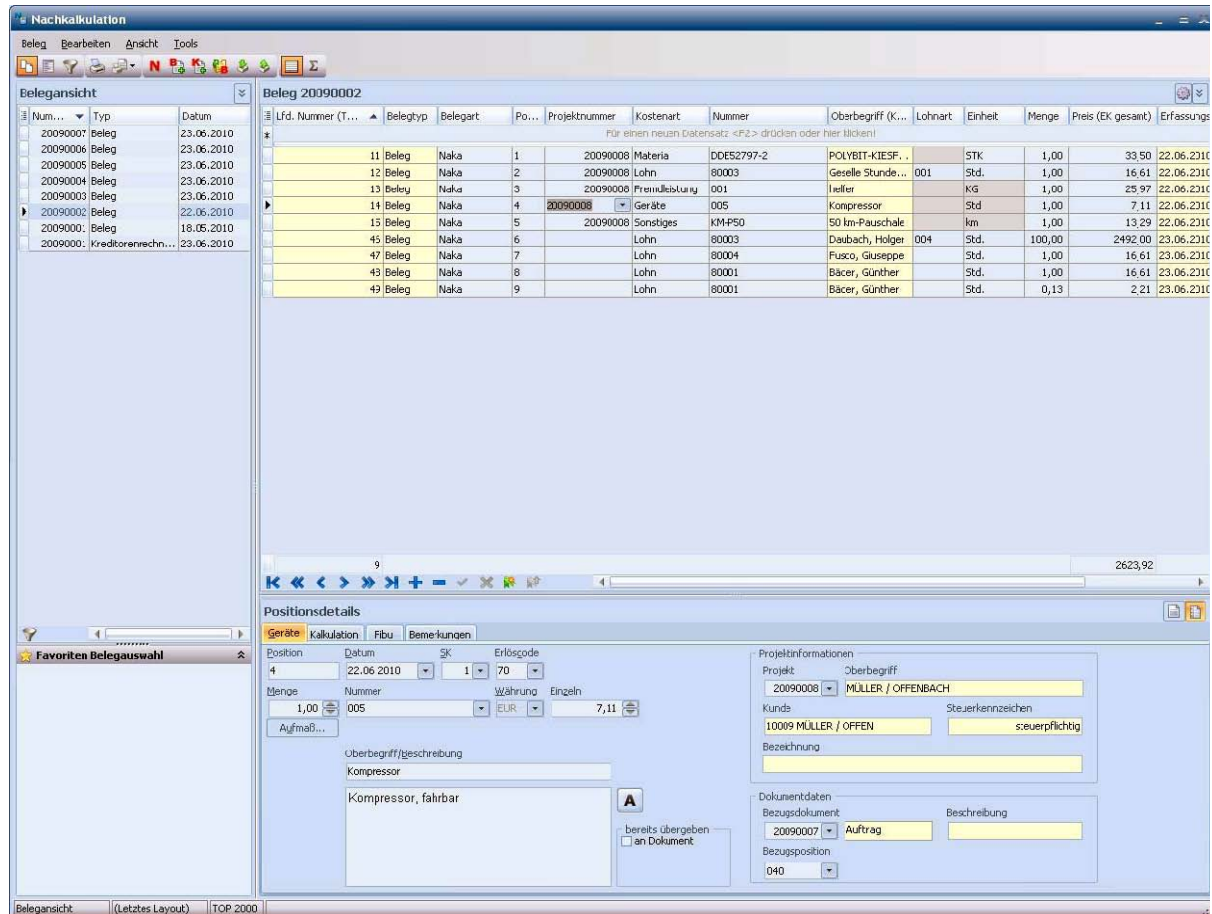 Nachkalkulation
Beleg Bearbeiten Ansicht Tools
Belegansicht
Num... Typ Datum
20090007 Beleg 23.06.2010
20090006 Beleg 23.06.2010
20090005 Beleg 23.06.2010
20090004 Beleg 23.06.2010
20090003 Beleg 23.06.2010
20090002 Beleg 22.06.2010
Beleg 18.05.2010
Kreditorenrechn... 23.06.2010
Favoriten Belegauswahl
Beleg 20090002
Lfd. Nummer (T... Belegtyp Belegart Po... Projektnummer Kostenart Nummer Oberbegriff (K... Lohnart Einheit Menge Preis (EK gesamt) Erfassungs
Für einen neuen Datensatz <F2> drücken oder hier klicken!
11 Beleg Naka 1 20090008 Materia DDE52797-2 POLYBIT-KIESF... STK 1,00 33,50 22.06.2010
12 Beleg Naka 2 20090008 Lohn 80003 Geselle Stunde... 001 Std. 1,00 16,61 22.06.2010
13 Beleg Naka 3 20090008 Fremdleistung 001 Helfer KG 1,00 25,97 22.06.2010
14 Beleg Naka 4 20090008 Geräte 005 Kompressor Std 1,00 7,11 22.06.2010
15 Beleg Naka 5 20090008 Sonstiges KM-P50 50 km-Pauschale km 1,00 13,29 22.06.2010
Beleg Naka 6 Lohn 80003 Daubach, Holger 004 Std. 100,00 2492,00 23.06.2010
47 Beleg Naka 7 Lohn 80004 Fusco, Giuseppe Std. 1,00 16,61 23.06.2010
Beleg Naka 8 Lohn 80001 Bäcer, Günther Std. 1,00 16,61 23.06.2010
Beleg Naka 9 Lohn 80001 Bäcer, Günther Std. 0,13 2,21 23.06.2010
9 2623,92
Positionsdetails
Geräte Kalkulation Fibu Bemerkungen
Position Datum SK Erlöscode
4 22.06.2010 1 70
Menge Nummer Währung Einzeln
1,00 005 EUR 7,11
Aufmaß...
Oberbegriff/Beschreibung
Kompressor
Kompressor, fahrbar
A
bereits übergeben
an Dokument
Projektinformationen
Projekt Oberbegriff
20090008 MÜLLER / OFFENBACH
Kunde Steuerkennzeichen
10009 MÜLLER / OFFEN steuerpflichtig
Bezeichnung
Dokumentdaten
Bezugsdokument Beschreibung
20090007 Auftrag
Bezugsposition
040
Belegansicht (Letztes Layout) TOP 2000